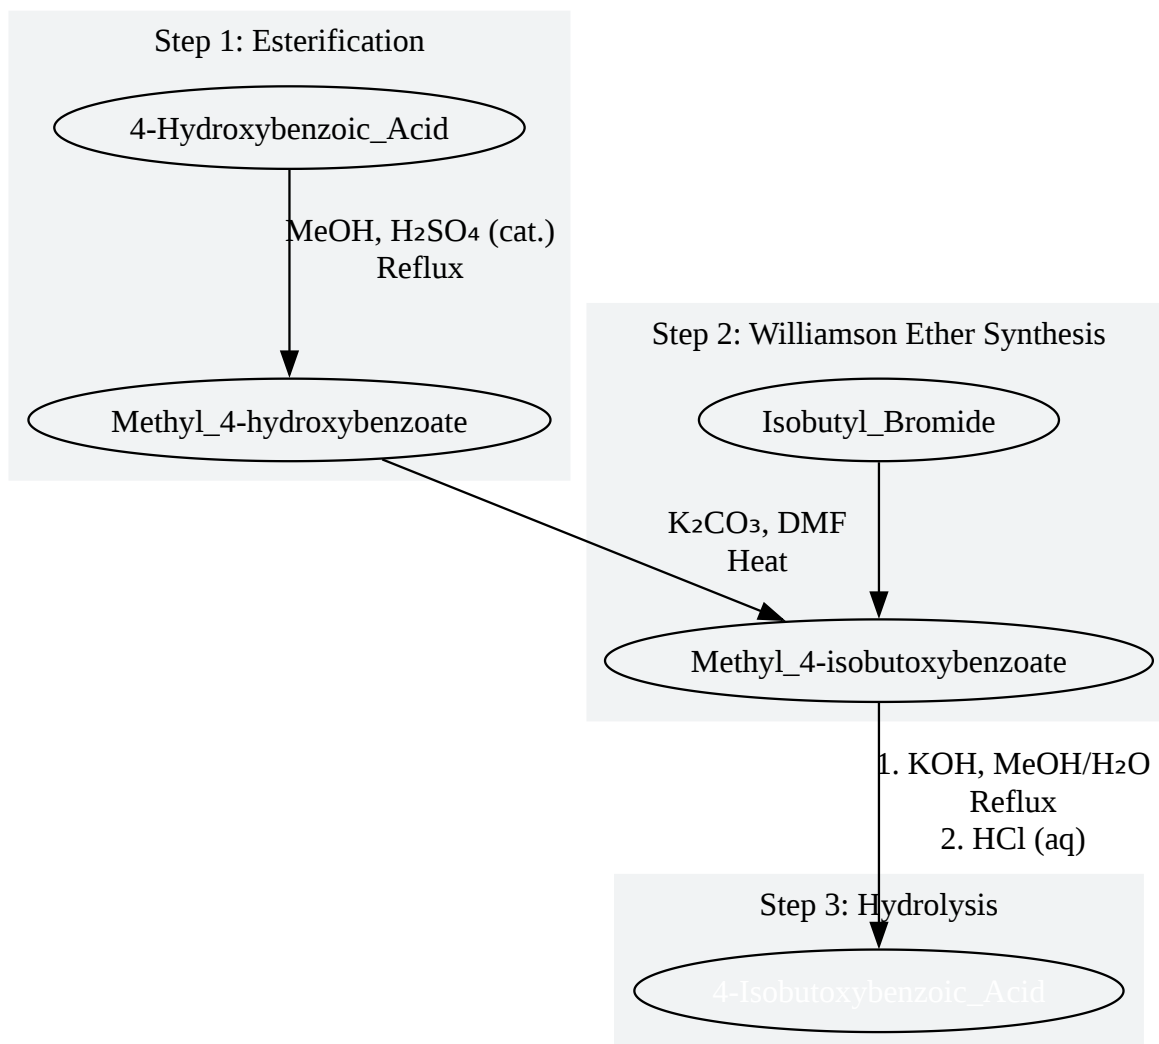 Step 1: Esterification
4-Hydroxybenzoic_Acid
MeOH, H₂SO₄ (cat.)
Reflux
Methyl_4-hydroxybenzoate
Step 2: Williamson Ether Synthesis
Isobutyl_Bromide
K₂CO₃, DMF
Heat
Methyl_4-isobutoxybenzoate
1. KOH, MeOH/H₂O
Reflux
2. HCl (aq)
Step 3: Hydrolysis
4-Isobutoxybenzoic_Acid